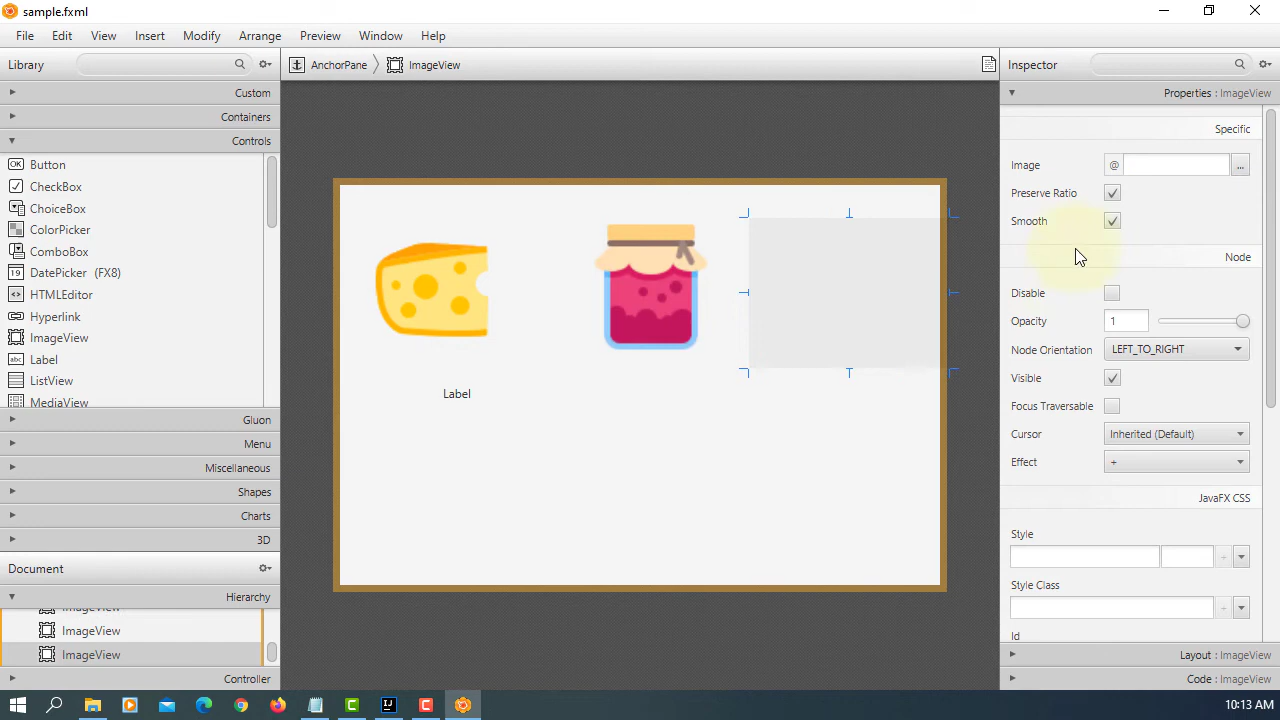 sample.fxml
File Edit View Insert Modify Arrange Preview Window Help
Library
AnchorPane ImageView
Inspector
Custom
Containers
Controls
OK Button
CheckBox
ChoiceBox
ColorPicker
ComboBox
19 DatePicker (FX8)
HTMLEditor
Hyperlink
ImageView
abc Label
ListView
MediaView
Gluon
Menu
Miscellaneous
Shapes
Charts
3D
Document
Hierarchy
ImageView
ImageView
ImageView
Controller
Label
Properties : ImageView
Specific
Image @ ...
Preserve Ratio
Smooth
Node
Disable
Opacity 1
Node Orientation LEFT_TO_RIGHT
Visible
Focus Traversable
Cursor Inherited (Default)
Effect +
JavaFX CSS
Style
+
Style Class
+
Id
Layout : ImageView
Code : ImageView
10:13 AM